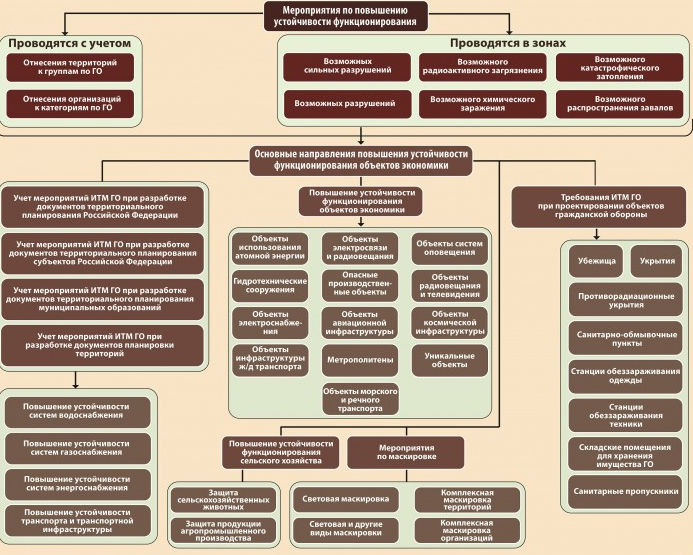 Мероприятия по повышению
устойчивости функционирования
Проводятся с учетом
Отнесения территорий
к группам по ГО
Отнесения организаций
к категориям по ГО
Проводятся в зонах
Возможных
сильных разрушений
Возможного
радиоактивного загрязнения
Возможного
катастрофического
затопления
Возможных разрушений
Возможного химического
заражения
Возможного
распространения завалов
Основные направления повышения устойчивости
функционирования объектов экономики
Учет мероприятий ИТМ ГО при разработке
документов территориального
планирования Российской Федерации
Учет мероприятий ИТМ ГО при разработке
документов территориального планирования
субъектов Российской Федерации
Учет мероприятий ИТМ ГО при разработке
документов территориального планирования
муниципальных образований
Учет мероприятий ИТМ ГО при
разработке документов планировки
территорий
Повышение устойчивости
систем водоснабжения
Повышение устойчивости
систем газоснабжения
Повышение устойчивости
систем энергоснабжения
Повышение устойчивости
транспорта и транспортной
инфраструктуры
Повышение устойчивости
функционирования
объектов экономики
Объекты
использования
атомной энергии
Объекты
электросвязи
и радиовещания
Объекты систем
оповещения
Гидротехнические
сооружения
Опасные
производствен-
ные объекты
Объекты
радиовещания
и телевидения
Объекты
электроснабже-
ния
Объекты
авиационной
инфраструктуры
Объекты
космической
инфраструктуры
Объекты
инфраструктуры
ж/д транспорта
Метрополитены
Уникальные
объекты
Объекты морского
и речного
транспорта
Повышение устойчивости
функционирования
сельского хозяйства
Защита
сельскохозяйственных
животных
Защита продукции
агропромышленного
производства
Мероприятия
по маскировке
Световая маскировка
Комплексная
маскировка
территорий
Световая и другие
виды маскировки
Комплексная
маскировка
организаций
Требования ИТМ ГО
при проектировании объектов
гражданской обороны
Убежища
Укрытия
Противорадиационные
укрытия
Санитарно-обмывочные
пункты
Станции обеззараживания
одежды
Станции
обеззараживания
техники
Складские помещения
для хранения
имущества ГО
Санитарные пропускники